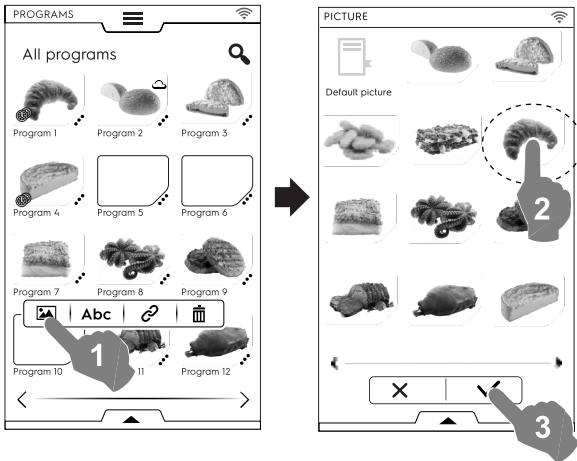 PROGRAMS
All programs
Program 1
Program 2
Program 3
Program 4
Program 5
Program 6
Program 7
Program 8
Program 9
Abc
1
Program 10
11
Program 12
PICTURE
Default picture
2
3